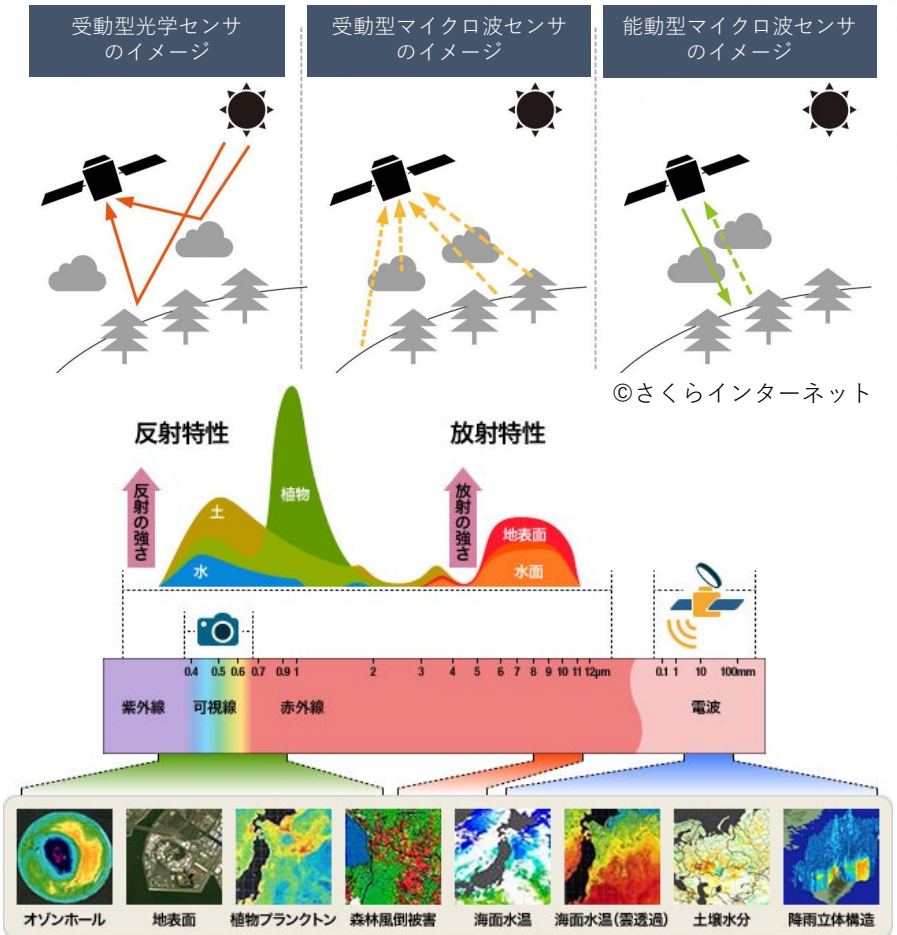 受動型光学センサ
のイメージ
受動型マイクロ波センサ
のイメージ
能動型マイクロ波センサ
のイメージ
©さくらインターネット
反射特性
放射特性
反射の強さ
植物
土
水
放射の強さ
地表面
水面
0.4 0.5 0.6 0.7 0.9 1 2 3 4 5 6 7 8 9 10 11 12μm 0.1 1 10 100mm
紫外線 可視線 赤外線 電波
オゾンホール 地表面 植物プランクトン 森林風倒被害 海面水温 海面水温(雲透過) 土壌水分 降雨立体構造